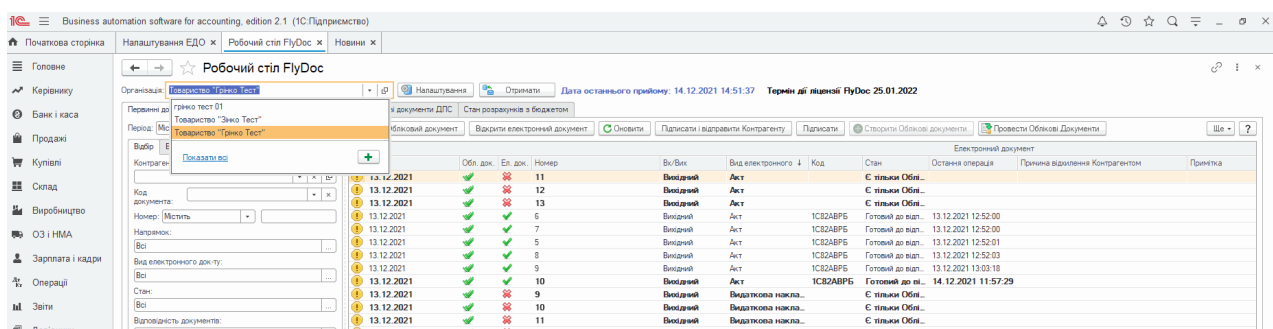 Business automation software for accounting, edition 2.1 (1С:Підприємство)
Початкова сторінка Налаштування ЕДО × Робочий стіл FlyDoc × Новини ×
Головне
Керівнику
Банк і каса
Продажі
Купівлі
Склад
Виробництво
ОЗ і НМА
Зарплата і кадри
Операції
Звіти
Робочий стіл FlyDoc
Організація: Товариство "Грінко Тест" Налаштування Отримати Дата останнього прийому: 14.12.2021 14:51:37 Термін дії ліцензії FlyDoc 25.01.2022
грінко тест 01
Товариство "Зінко Тест"
Товариство "Грінко Тест"
Показати всі
Первинні до документи ДПС Стан розрахунків з бюджетом
Період: Обліковий документ Відкрити електронний документ Оновити Підписати і відправити Контрагенту Підписати Створити Облікові документи Провести Облікові Документи Ще ?
Відбір
Контраген
Код документа:
Номер: Містить
Напрямок:
Всі
Вид електронного док-ту:
Всі
Стан:
Всі
Відповідність документів:
Електронний документ
Обл. док. Ел. док. Номер Вх/Вих Вид електронного ↓ Код Стан Остання операція Причина відхилення Контрагентом Примітка
13.12.2021 11 Вихідний Акт Є тільки Облі...
13.12.2021 12 Вихідний Акт Є тільки Облі...
13.12.2021 13 Вихідний Акт Є тільки Облі...
13.12.2021 6 Вихідний Акт 1С82АВРБ Готовий до відп... 13.12.2021 12:52:00
13.12.2021 7 Вихідний Акт 1С82АВРБ Готовий до відп... 13.12.2021 12:52:00
13.12.2021 5 Вихідний Акт 1С82АВРБ Готовий до відп... 13.12.2021 12:52:01
13.12.2021 8 Вихідний Акт 1С82АВРБ Готовий до відп... 13.12.2021 12:52:03
13.12.2021 9 Вихідний Акт 1С82АВРБ Готовий до відп... 13.12.2021 13:03:18
13.12.2021 10 Вихідний Акт 1С82АВРБ Готовий до ві... 14.12.2021 11:57:29
13.12.2021 9 Вихідний Видаткова накла... Є тільки Облі...
13.12.2021 10 Вихідний Видаткова накла... Є тільки Облі...
13.12.2021 11 Вихідний Видаткова накла... Є тільки Облі...